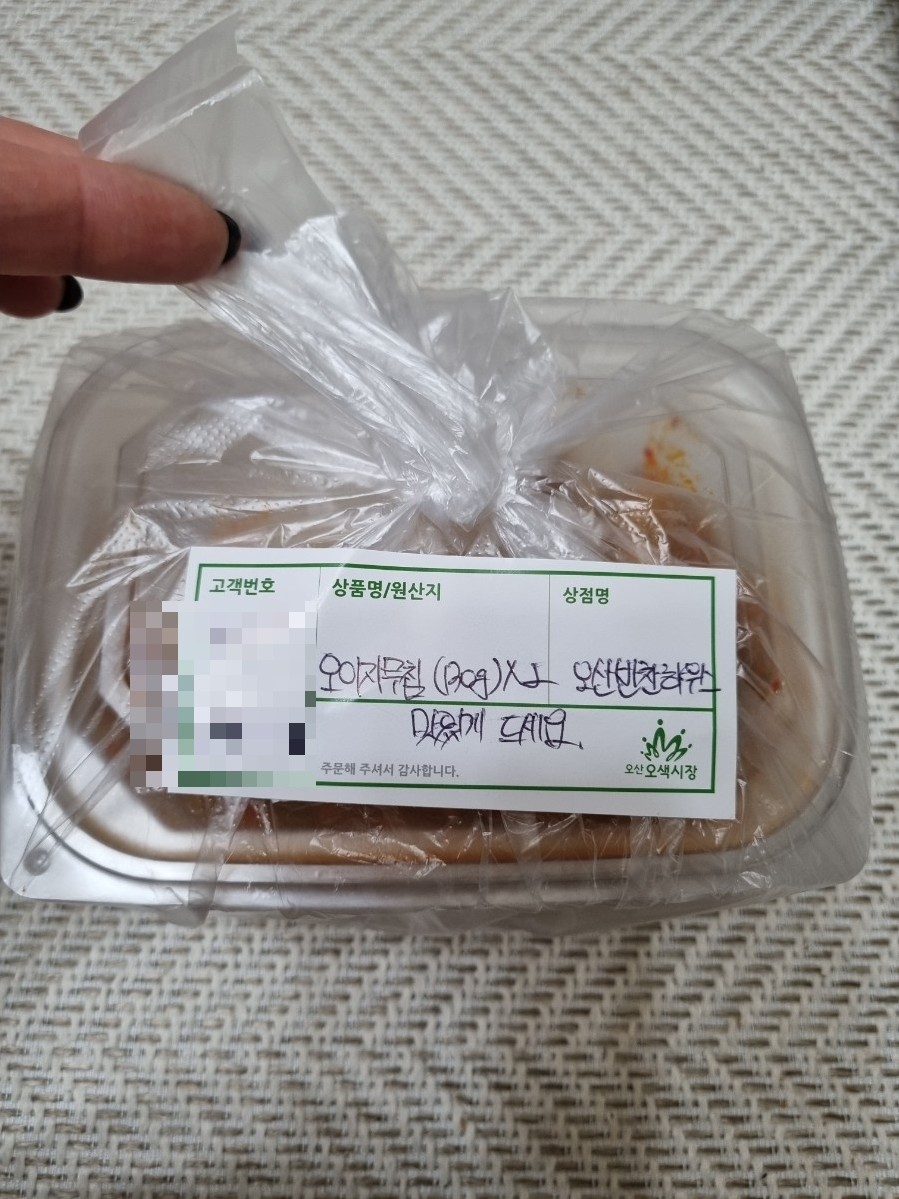 고객번호 상품명/원산지 상점명
오이지무침 오산반찬하우스
맛있게 드세요.
주문해 주셔서 감사합니다.
오산오색시장